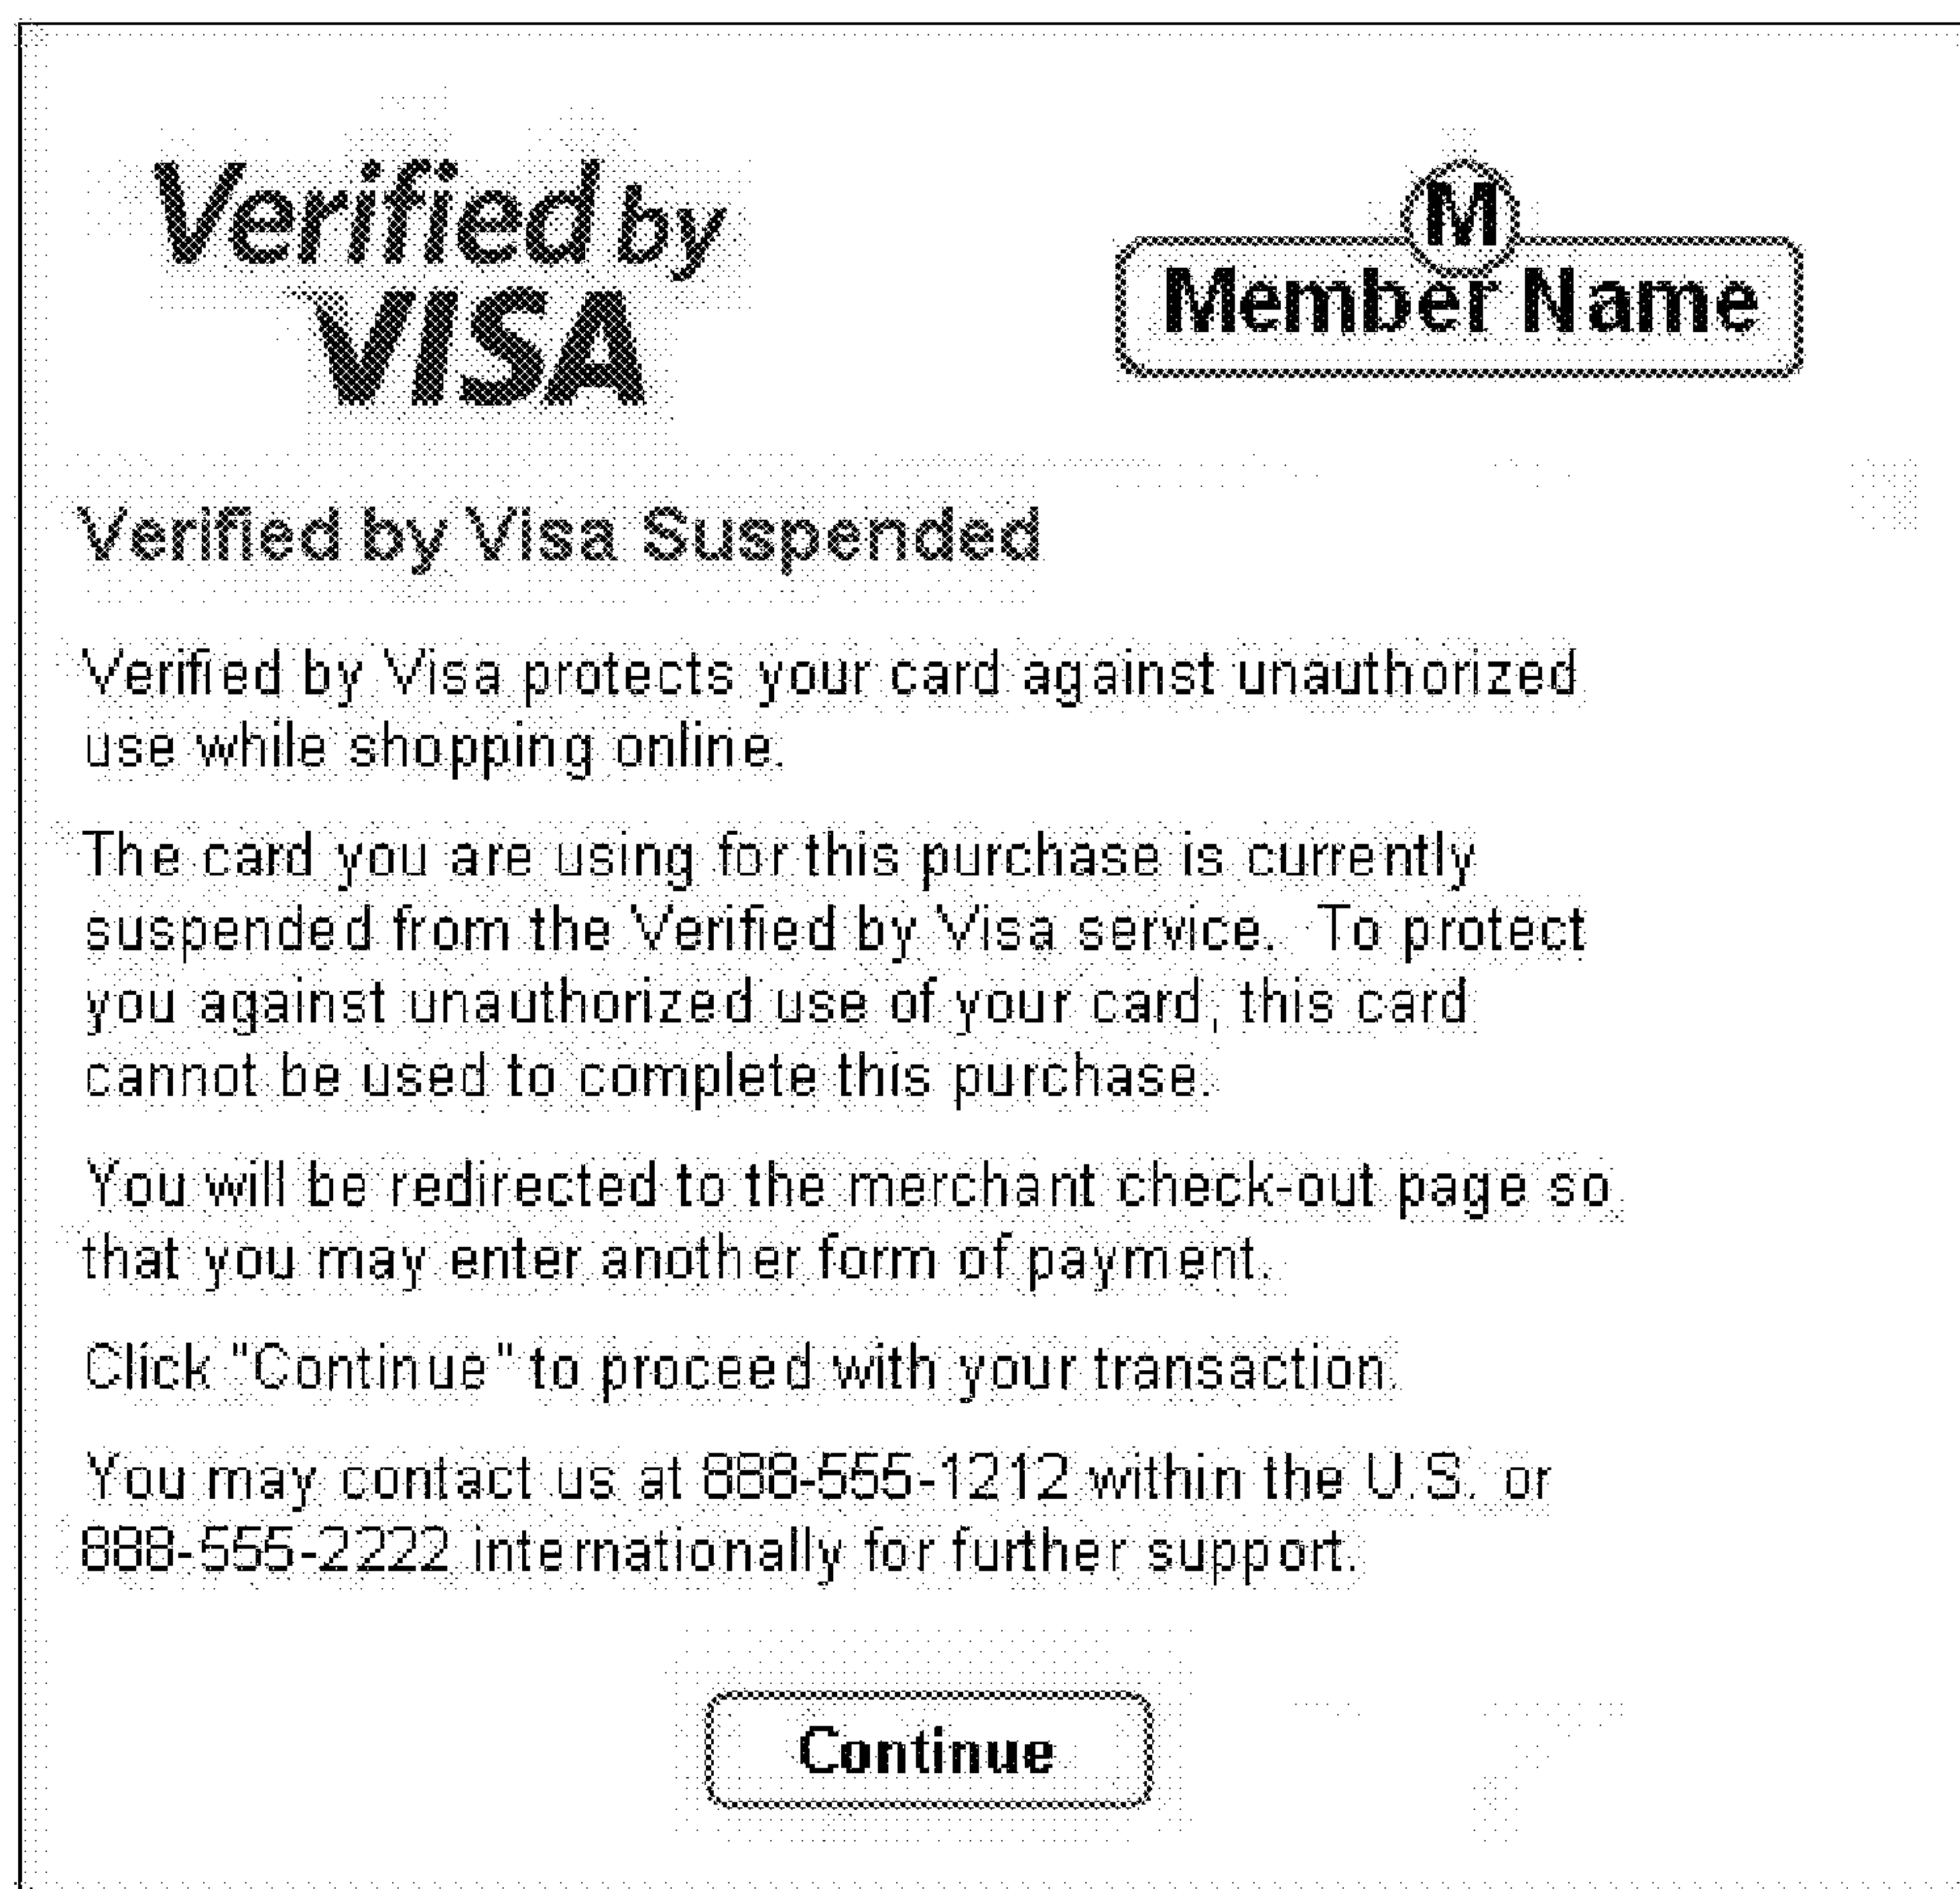 Verified by
VISA
M
Member Name
Verified by Visa Suspended
Verified by Visa protects your card against unauthorized
use while shopping online.
The card you are using for this purchase is currently
suspended from the Verified by Visa service.  To protect
you against unauthorized use of your card, this card
cannot be used to complete this purchase.
You will be redirected to the merchant check-out page so
that you may enter another form of payment.
Click "Continue" to proceed with your transaction.
You may contact us at 888-555-1212 within the U.S. or
888-555-2222 internationally for further support.
Continue